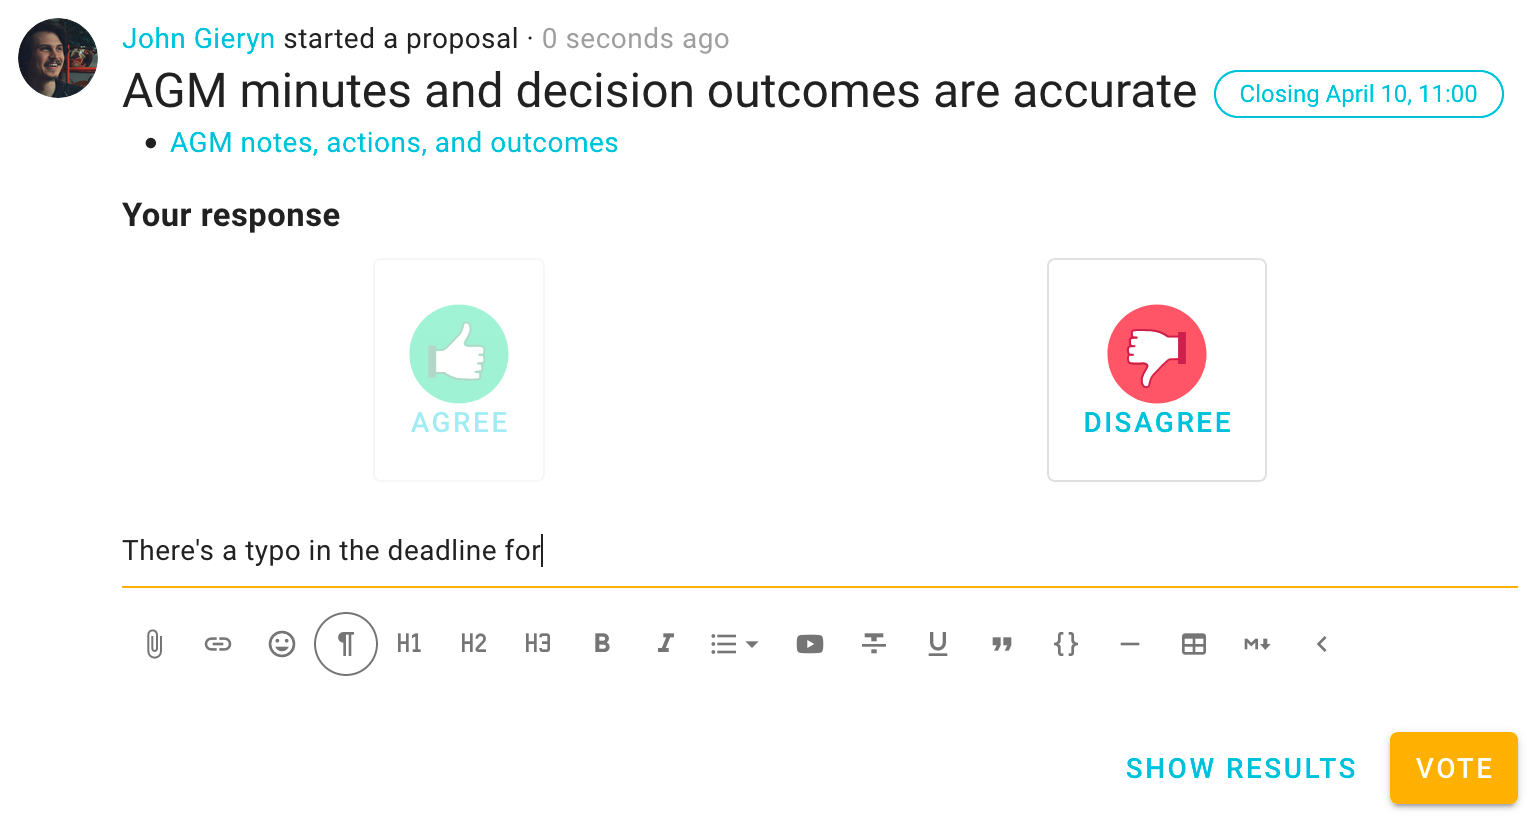 John Gieryn started a proposal · 0 seconds ago
AGM minutes and decision outcomes are accurate Closing April 10, 11:00
• AGM notes, actions, and outcomes
Your response
AGREE DISAGREE
There's a typo in the deadline for
H1 H2 H3 B I U ” {} M
SHOW RESULTS VOTE